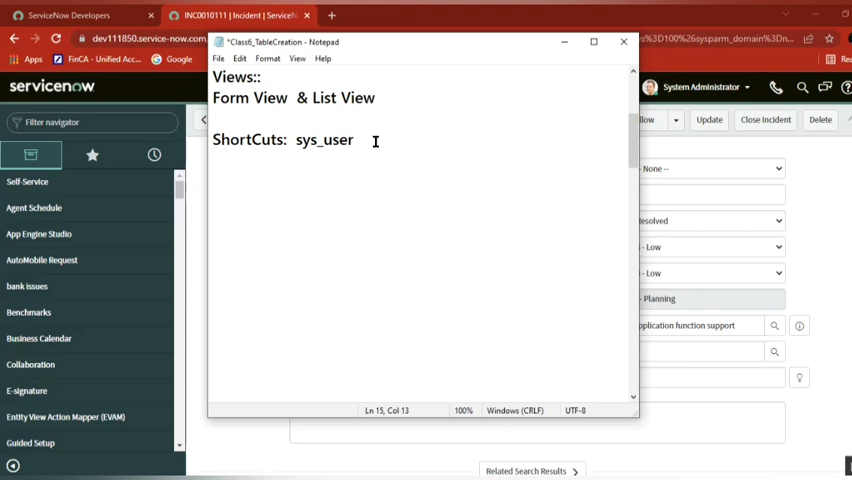 ServiceNow Developers
INC0010111 | Incident | ServiceN
dev111850.service-now.com
s%3D100%26sysparm_domain%3Dn...
Apps
FinCA - Unified Acc...
Google
Rea
servicenow
System Administrator
Filter navigator
Self-Service
Agent Schedule
App Engine Studio
AutoMobile Request
bank issues
Benchmarks
Business Calendar
Collaboration
E-signature
Entity View Action Mapper (EVAM)
Guided Setup
*Class6_TableCreation - Notepad
File Edit Format View Help
Views::
Form View & List View
ShortCuts: sys_user
Ln 15, Col 13 100% Windows (CRLF) UTF-8
llow
Update
Close Incident
Delete
- None --
Resolved
- Low
- Low
- Planning
pplication function support
Related Search Results